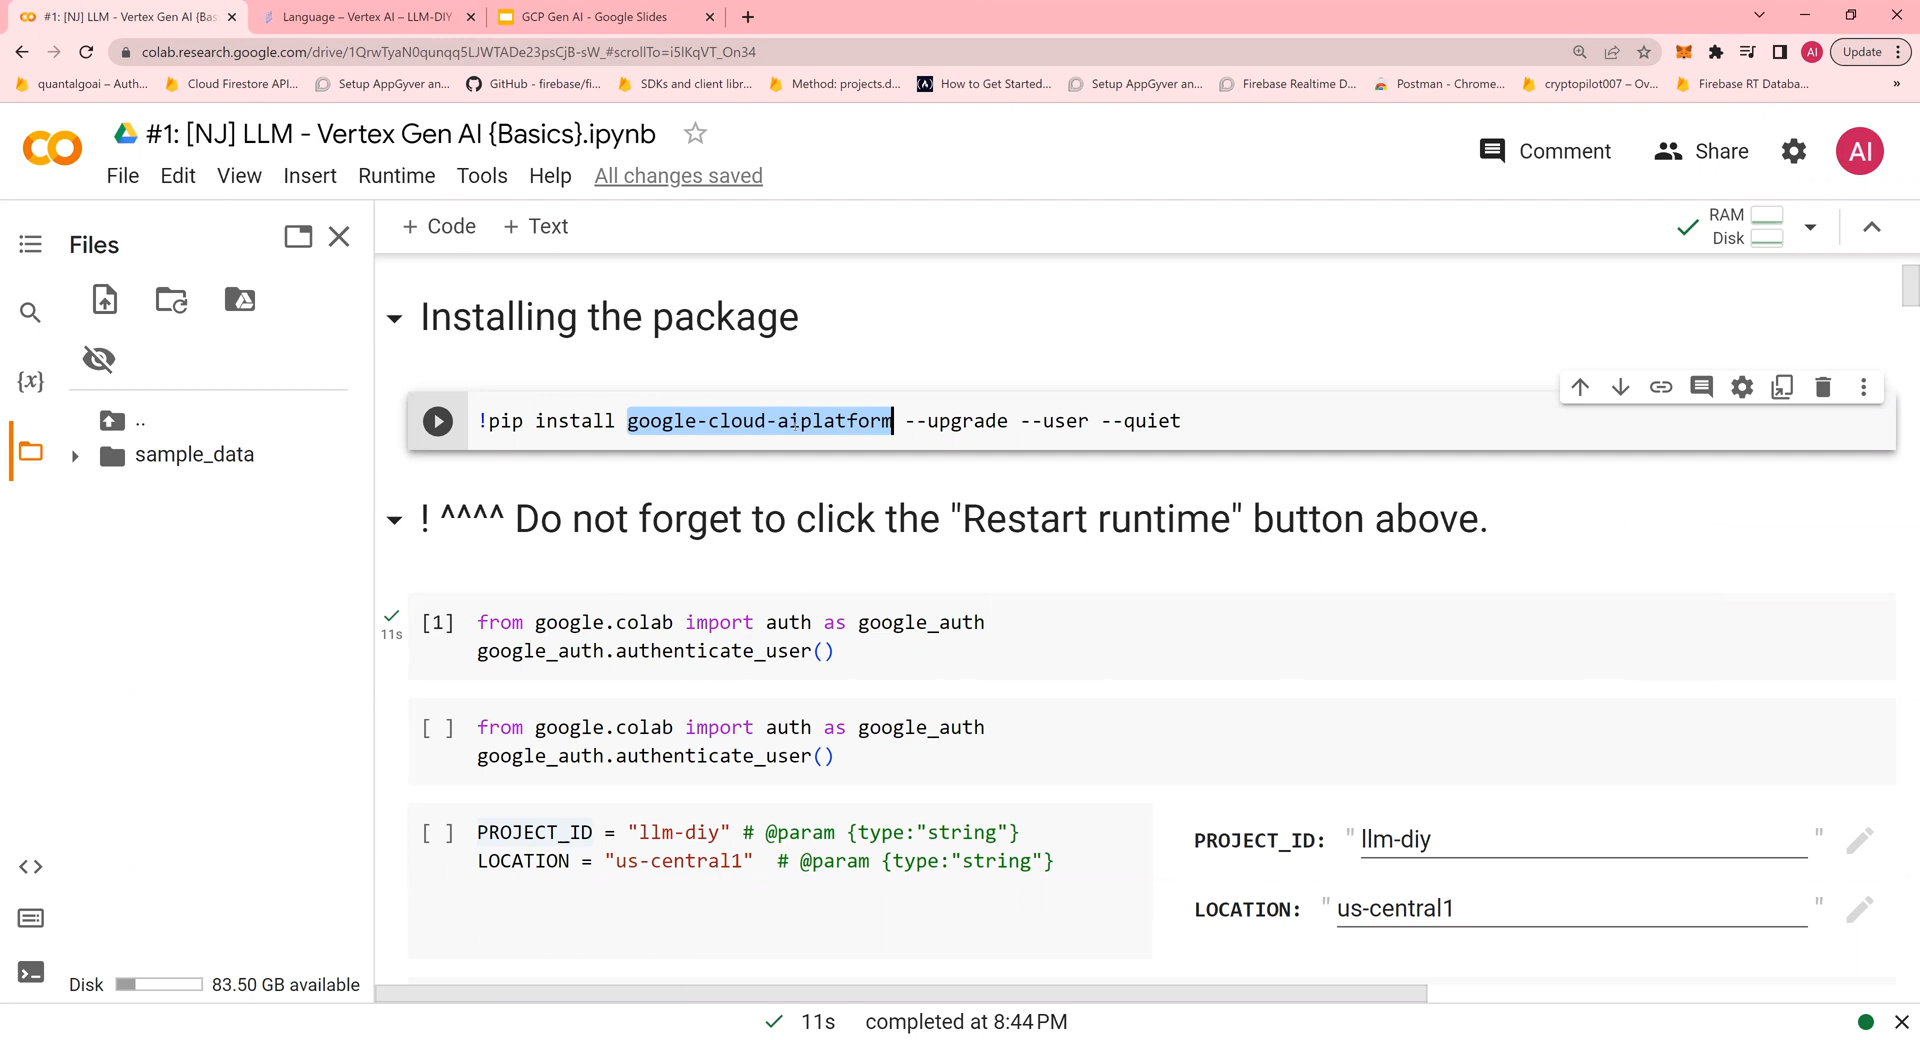 #1: [NJ] LLM - Vertex Gen AI {Bas
Language – Vertex AI – LLM-DIY
GCP Gen AI - Google Slides
colab.research.google.com/drive/1QrwTyaN0qunqq5LJWTADe23psCjB-sW_#scrollTo=i5lKqVT_On34
AI
Update
quantalgoai – Auth...
Cloud Firestore API...
Setup AppGyver an...
GitHub - firebase/fi...
SDKs and client libr...
Method: projects.d...
How to Get Started...
Setup AppGyver an...
Firebase Realtime D...
Postman - Chrome...
cryptopilot007 – Ov...
Firebase RT Databa...
»
#1: [NJ] LLM - Vertex Gen AI {Basics}.ipynb
Comment
Share
AI
File Edit View Insert Runtime Tools Help All changes saved
Files
+ Code + Text
RAM
Disk
Installing the package
{x}
!pip install google-cloud-aiplatform --upgrade --user --quiet
..
sample_data
! ^^^^ Do not forget to click the "Restart runtime" button above.
11s
[1] from google.colab import auth as google_auth
google_auth.authenticate_user()
[ ] from google.colab import auth as google_auth
google_auth.authenticate_user()
[ ] PROJECT_ID = "llm-diy" # @param {type:"string"}
LOCATION = "us-central1"  # @param {type:"string"}
PROJECT_ID: " llm-diy "
LOCATION: " us-central1 "
Disk 83.50 GB available
11s completed at 8:44 PM